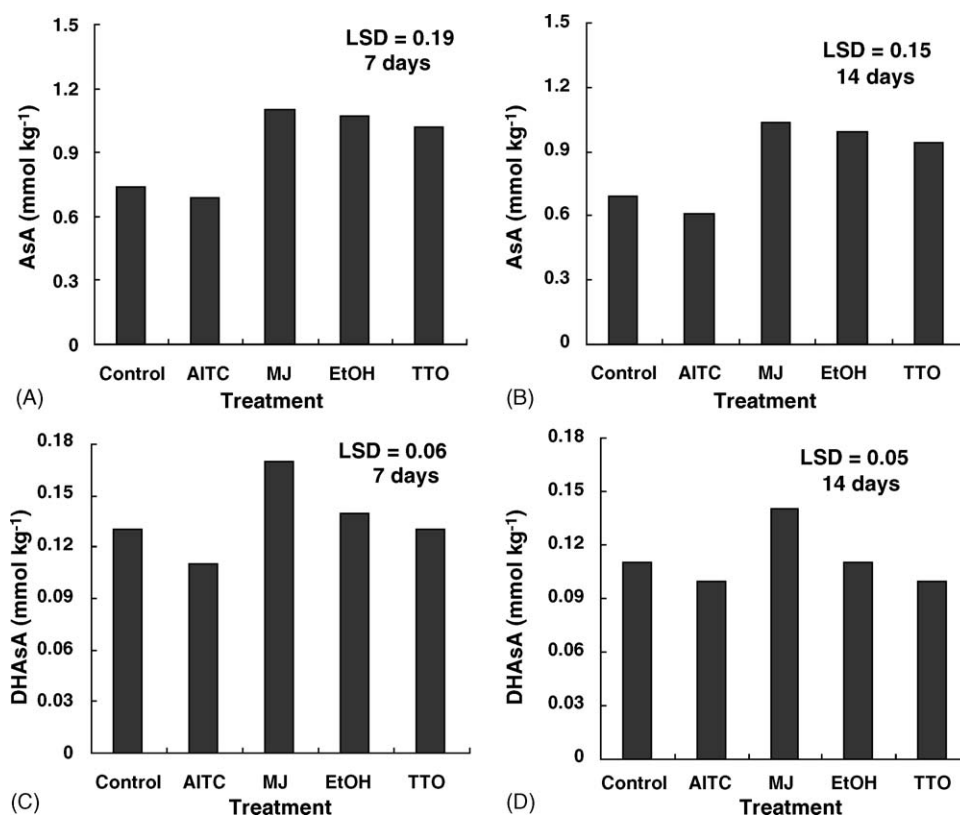 1.5
1.2
0.9
0.6
0.3
0
AsA (mmol kg⁻¹)
LSD = 0.19
7 days
Control AITC MJ EtOH TTO
Treatment
(A)
1.5
1.2
0.9
0.6
0.3
0
AsA (mmol kg⁻¹)
LSD = 0.15
14 days
Control AITC MJ EtOH TTO
Treatment
(B)
0.18
0.15
0.12
0.09
0.06
0.03
0
DHAsA (mmol kg⁻¹)
LSD = 0.06
7 days
Control AITC MJ EtOH TTO
Treatment
(C)
0.18
0.15
0.12
0.09
0.06
0.03
0
DHAsA (mmol kg⁻¹)
LSD = 0.05
14 days
Control AITC MJ EtOH TTO
Treatment
(D)